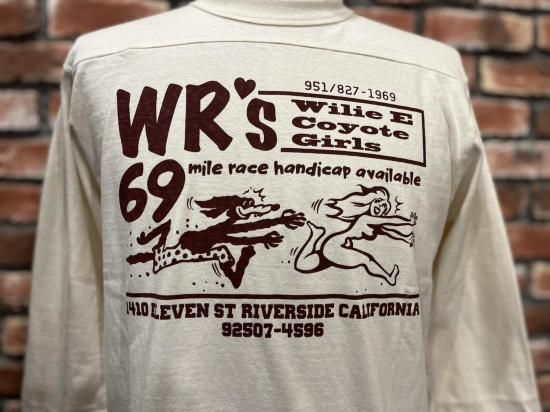 951/827-1969
WR's
Wilie E
Coyote
Girls
69 mile race handicap available
1410 ELEVEN ST RIVERSIDE CALIFORNIA
92507-4596